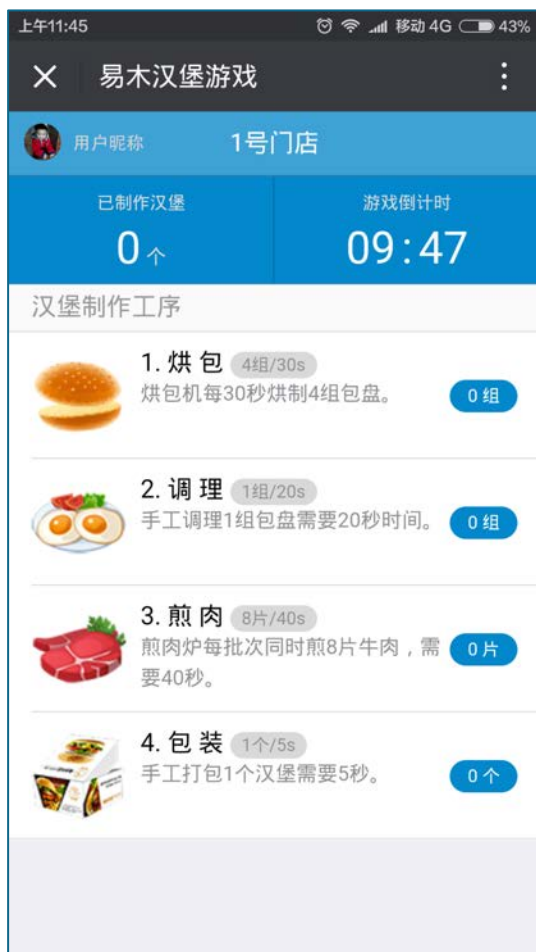 上午11:45 移动 4G 43%
易木汉堡游戏
用户昵称 1号门店
已制作汉堡 游戏倒计时
0 个 09:47
汉堡制作工序
1. 烘 包 4组/30s
烘包机每30秒烘制4组包盘。 0 组
2. 调 理 1组/20s
手工调理1组包盘需要20秒时间。 0 组
3. 煎 肉 8片/40s
煎肉炉每批次同时煎8片牛肉，需 0 片
要40秒。
4. 包 装 1个/5s
手工打包1个汉堡需要5秒。 0 个